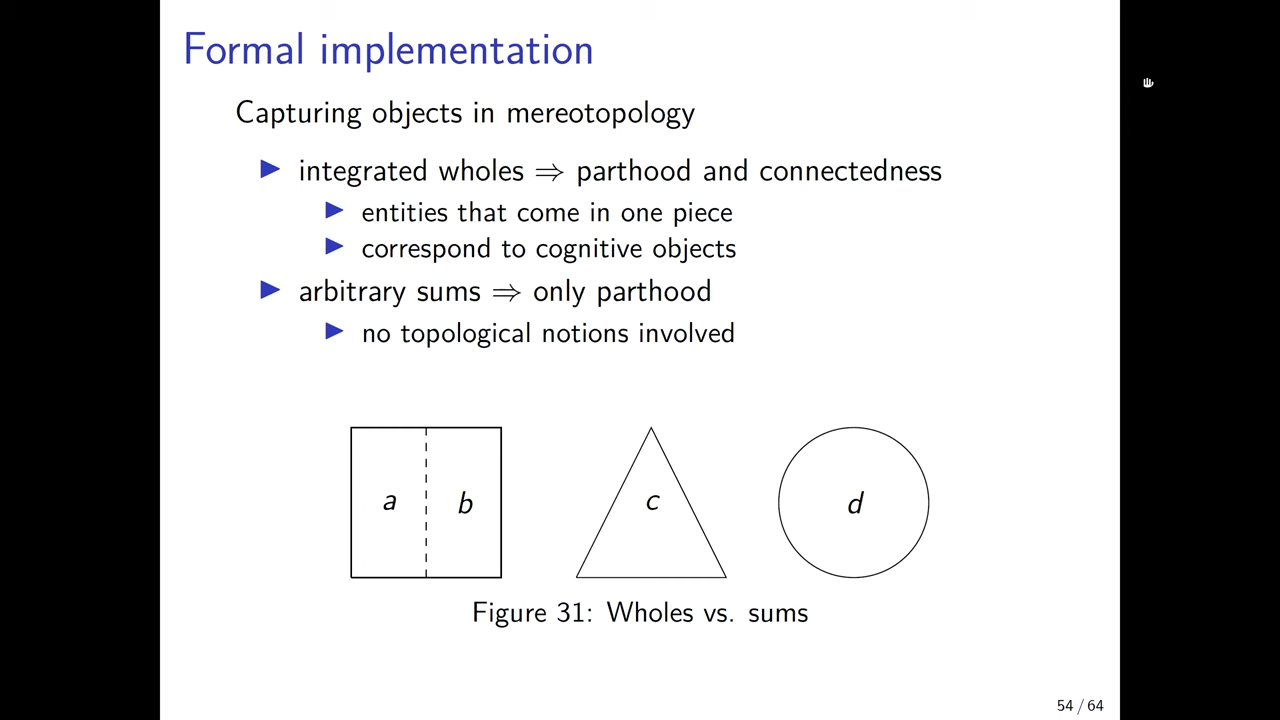 Formal implementation
Capturing objects in mereotopology
▶ integrated wholes ⇒ parthood and connectedness
▶ entities that come in one piece
▶ correspond to cognitive objects
▶ arbitrary sums ⇒ only parthood
▶ no topological notions involved
a b c d
Figure 31: Wholes vs. sums
54 / 64